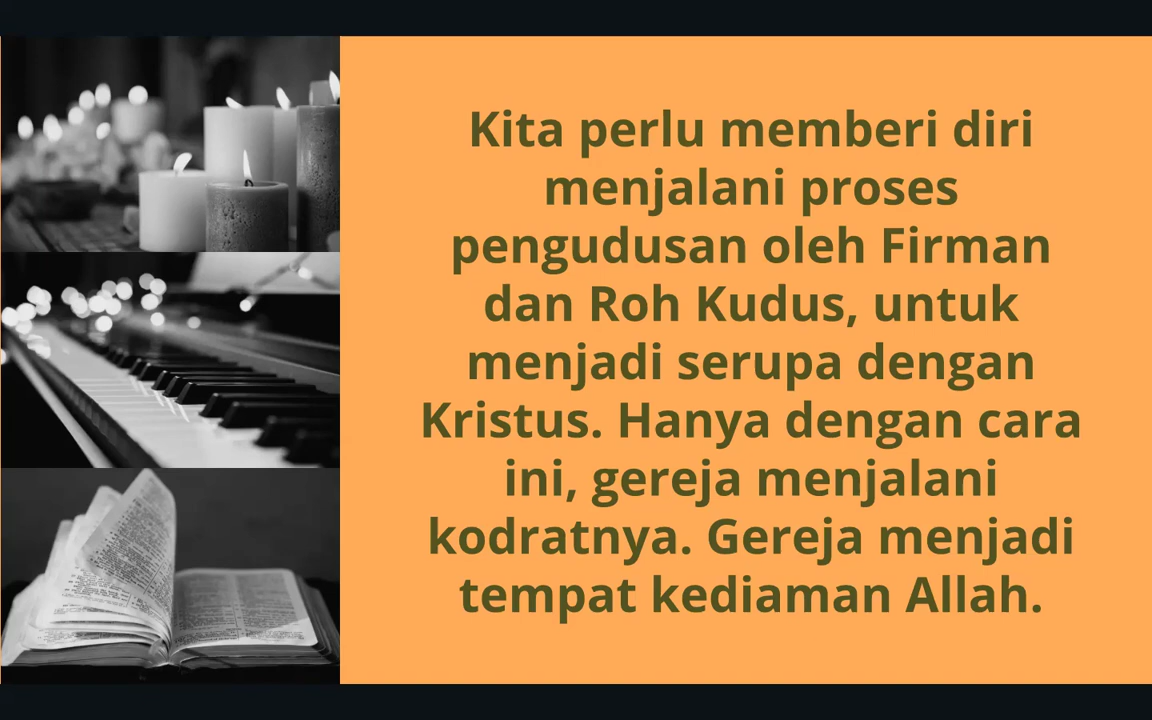 Kita perlu memberi diri
menjalani proses
pengudusan oleh Firman
dan Roh Kudus, untuk
menjadi serupa dengan
Kristus. Hanya dengan cara
ini, gereja menjalani
kodratnya. Gereja menjadi
tempat kediaman Allah.